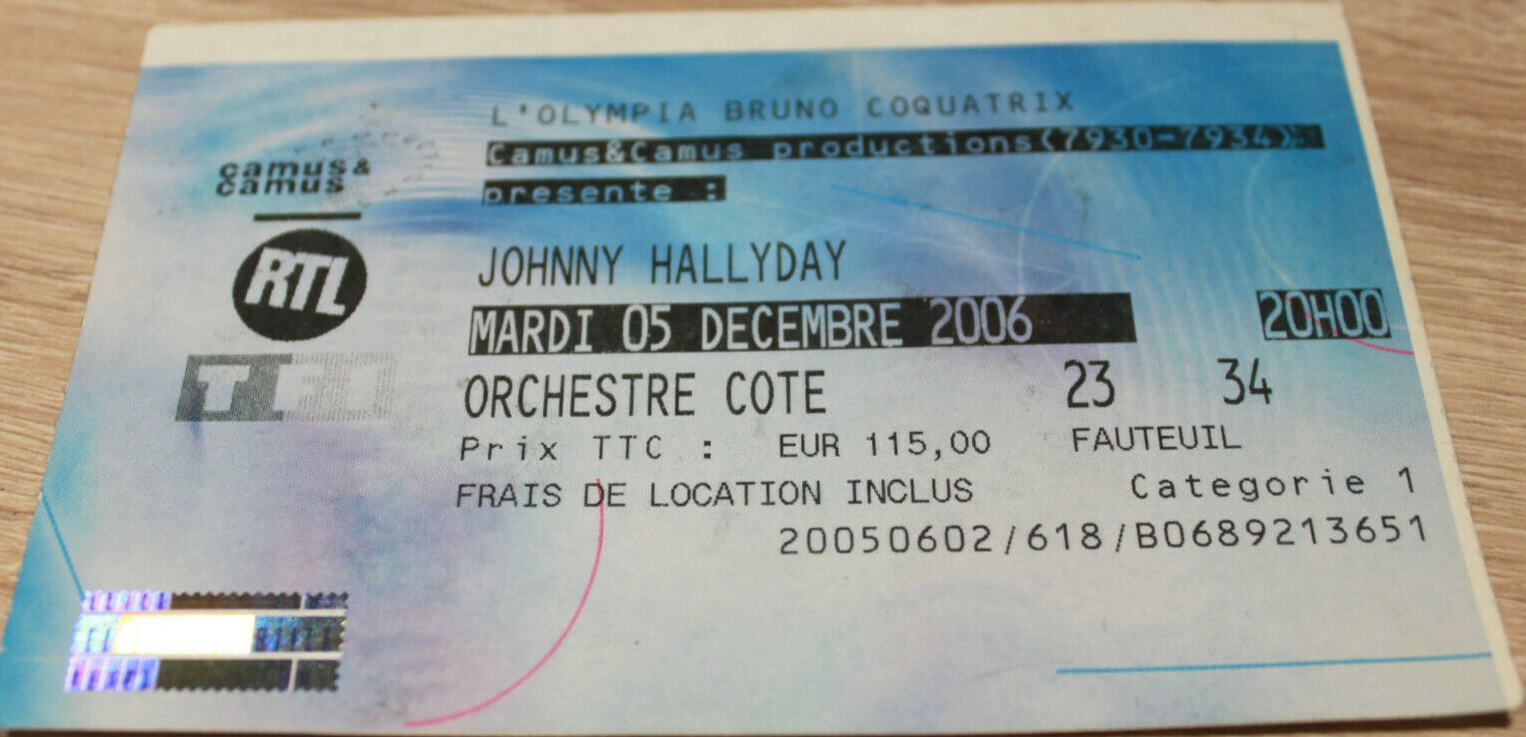 L'OLYMPIA BRUNO COQUATRIX
Camus&Camus productions(7930-7934)
presente :
camus&
camus
RTL
TF1
JOHNNY HALLYDAY
MARDI 05 DECEMBRE 2006 20H00
ORCHESTRE COTE 23 34
Prix TTC : EUR 115,00 FAUTEUIL
FRAIS DE LOCATION INCLUS Categorie 1
20050602/618/B0689213651